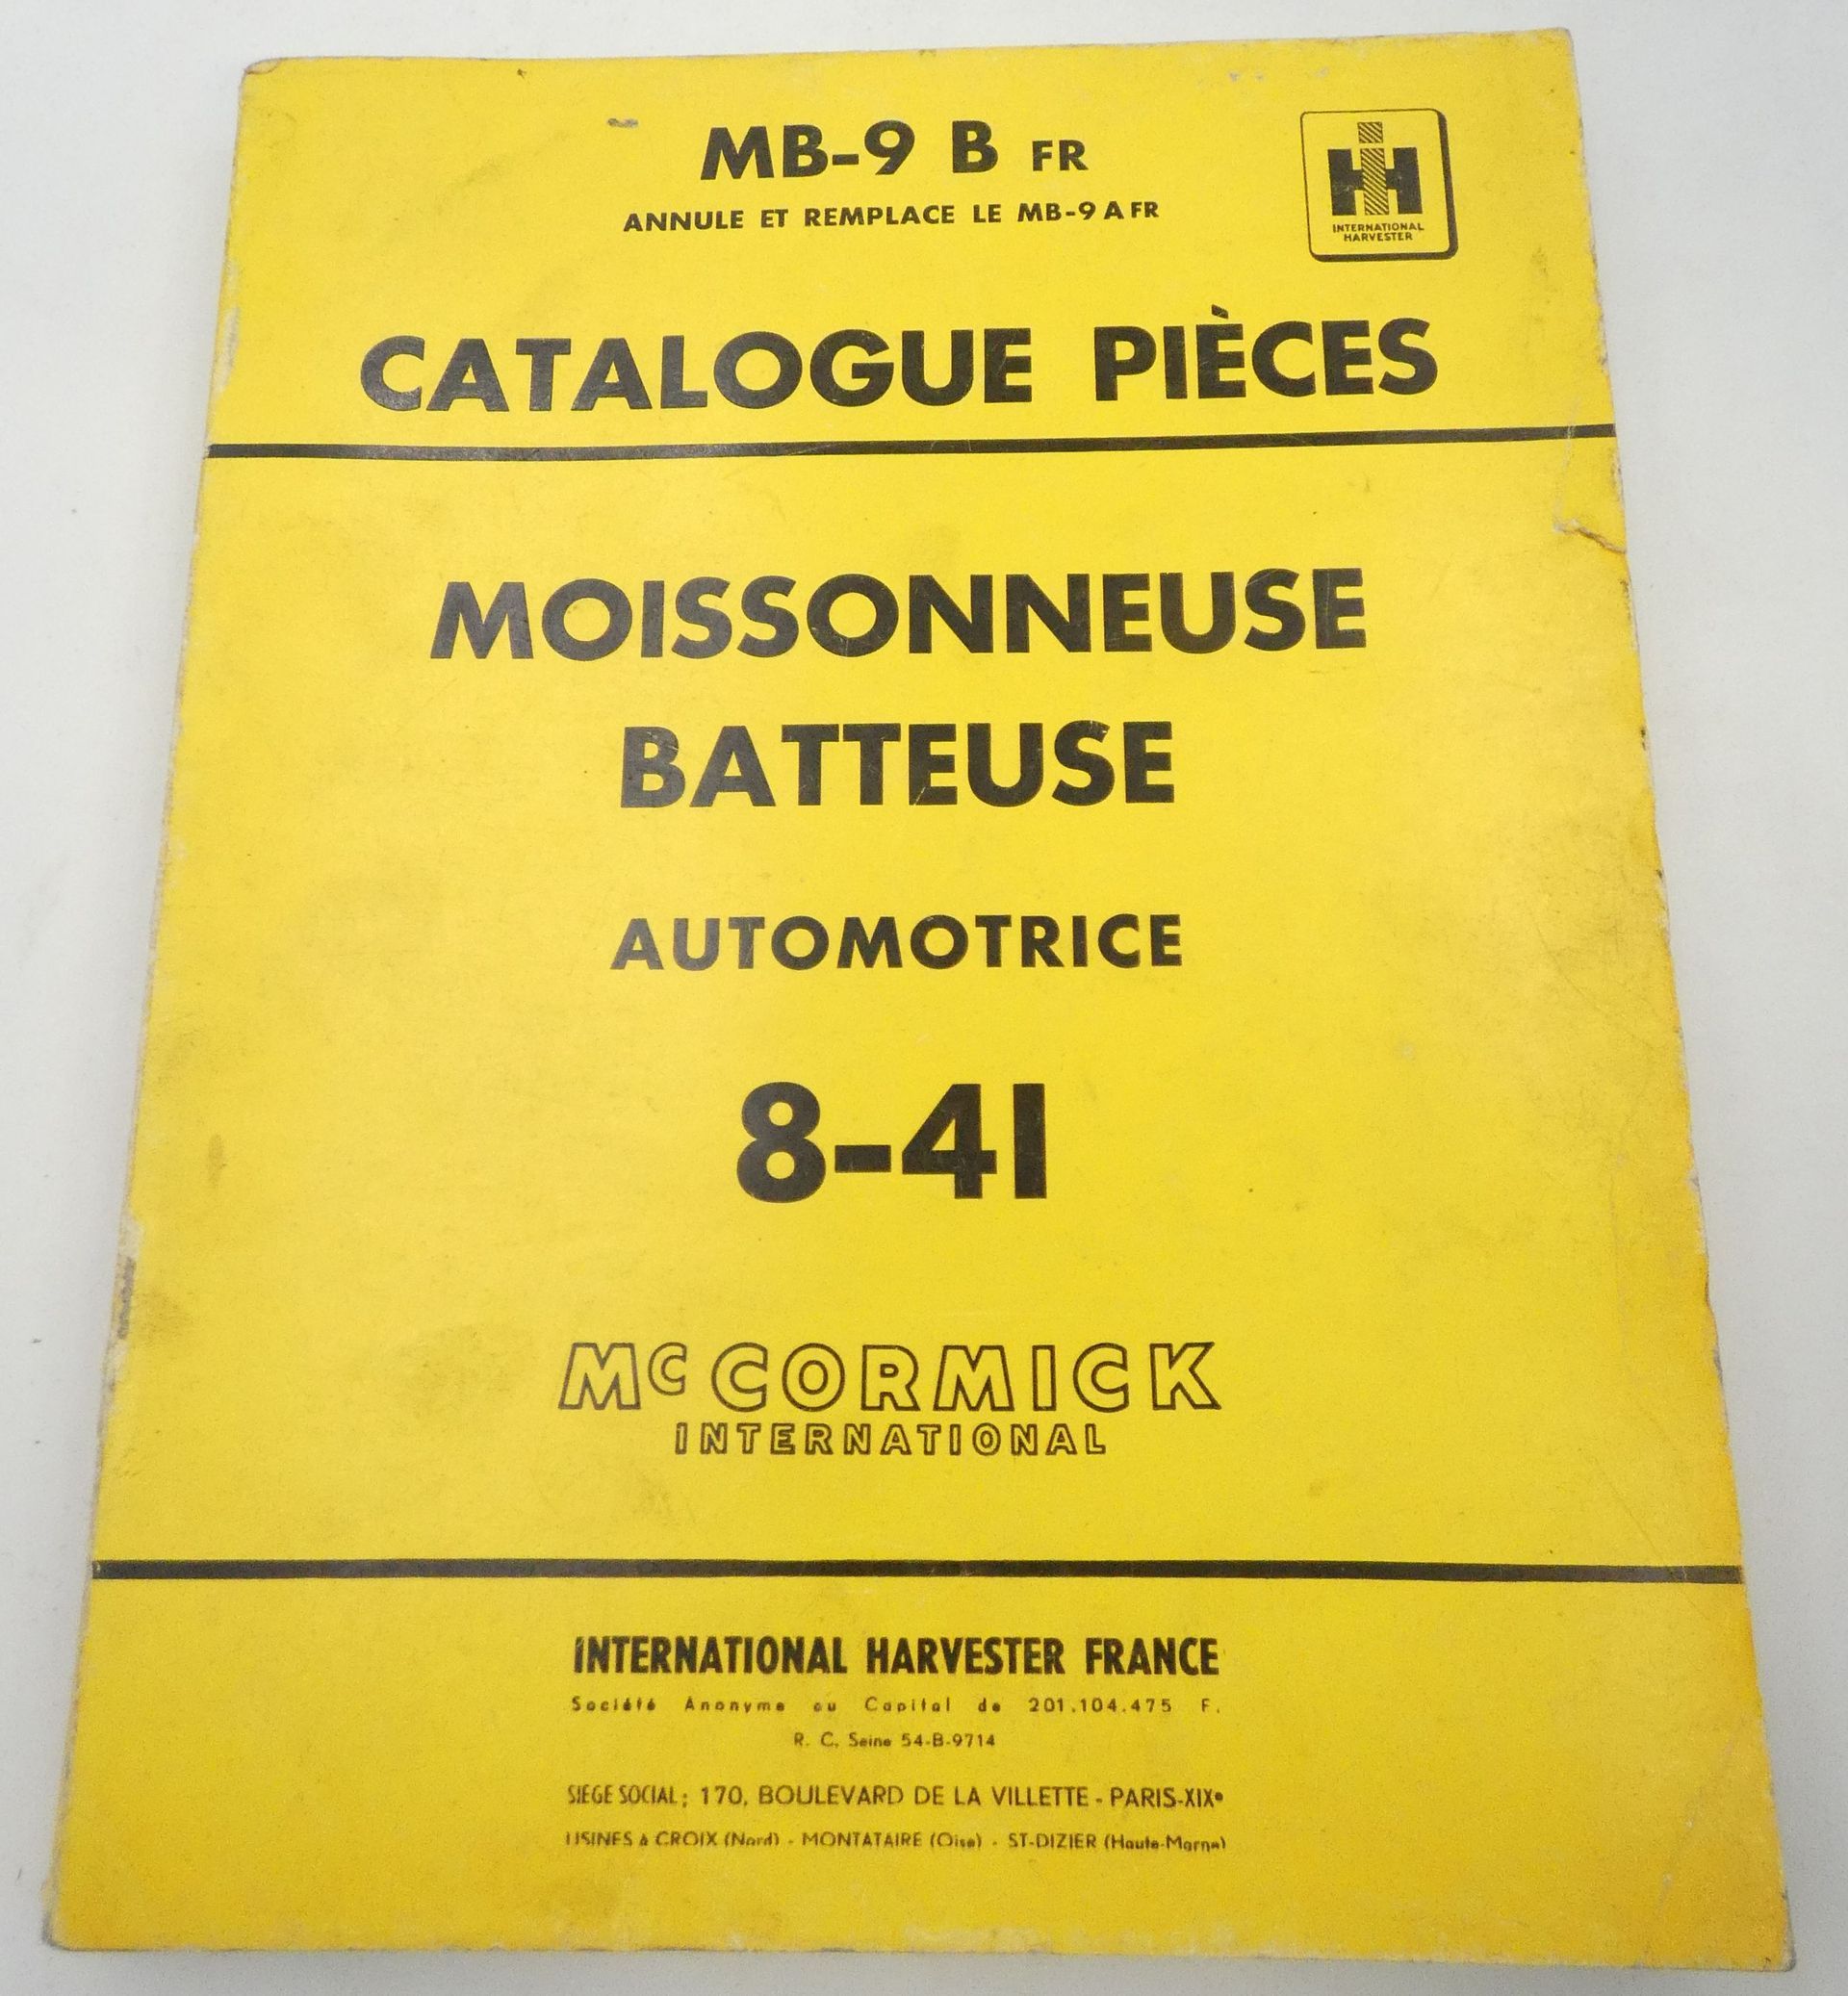 MB-9 B FR
ANNULE ET REMPLACE LE MB-9 A FR
IH
INTERNATIONAL
HARVESTER
CATALOGUE PIÈCES
MOISSONNEUSE
BATTEUSE
AUTOMOTRICE
8-41
MCCORMICK
INTERNATIONAL
INTERNATIONAL HARVESTER FRANCE
Société Anonyme au Capital de 201.104.475 F.
R. C. Seine 54-B-9714
SIEGE SOCIAL : 170, BOULEVARD DE LA VILLETTE - PARIS-XIXe
USINES à CROIX (Nord) - MONTATAIRE (Oise) - ST-DIZIER (Haute-Marne)